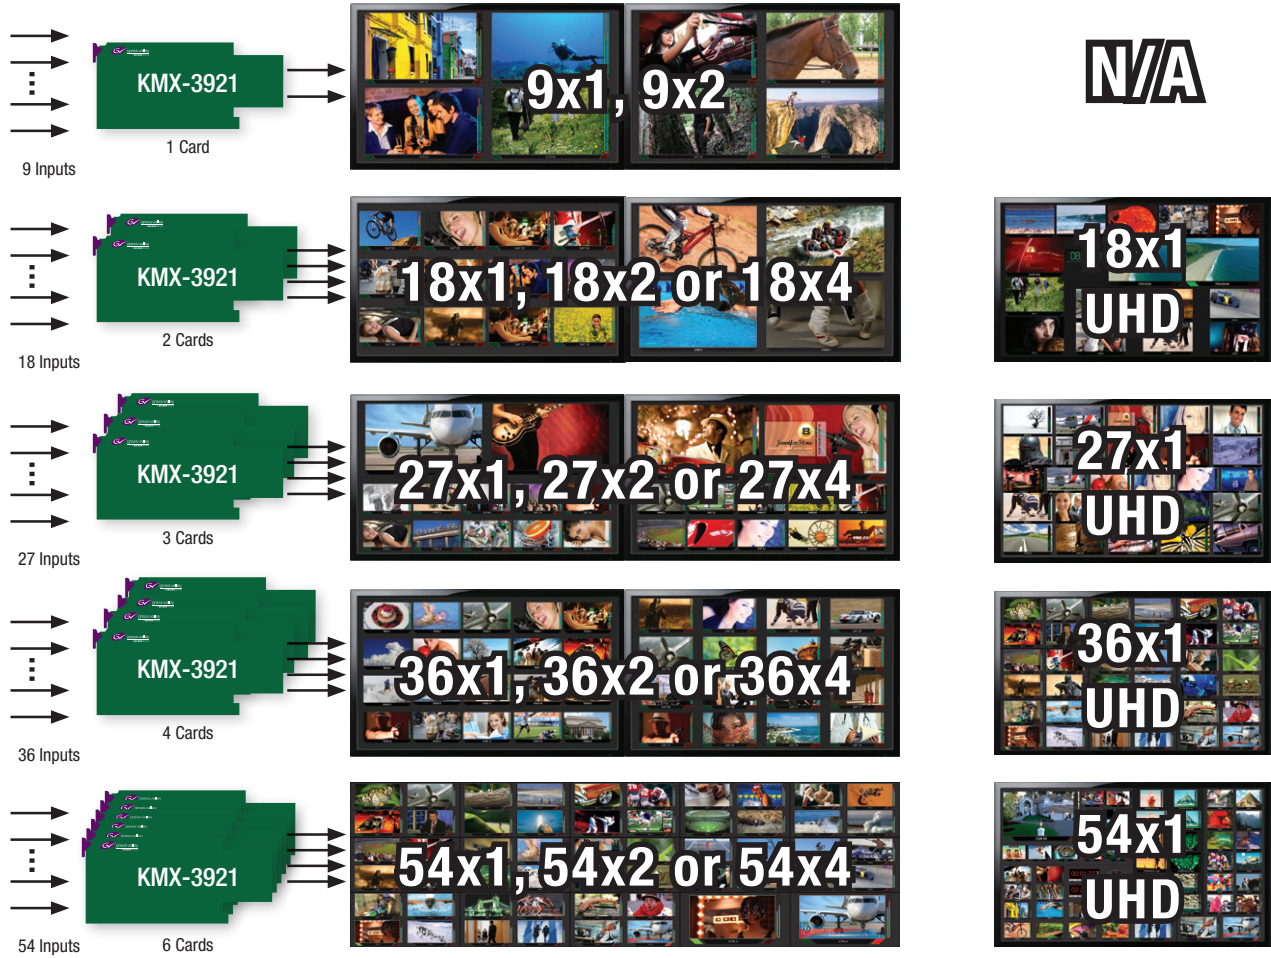 KMX-3921
1 Card
9 Inputs
9x1, 9x2
N/A
KMX-3921
2 Cards
18 Inputs
18x1, 18x2 or 18x4
18x1
UHD
KMX-3921
3 Cards
27 Inputs
27x1, 27x2 or 27x4
27x1
UHD
KMX-3921
4 Cards
36 Inputs
36x1, 36x2 or 36x4
36x1
UHD
KMX-3921
6 Cards
54 Inputs
54x1, 54x2 or 54x4
54x1
UHD